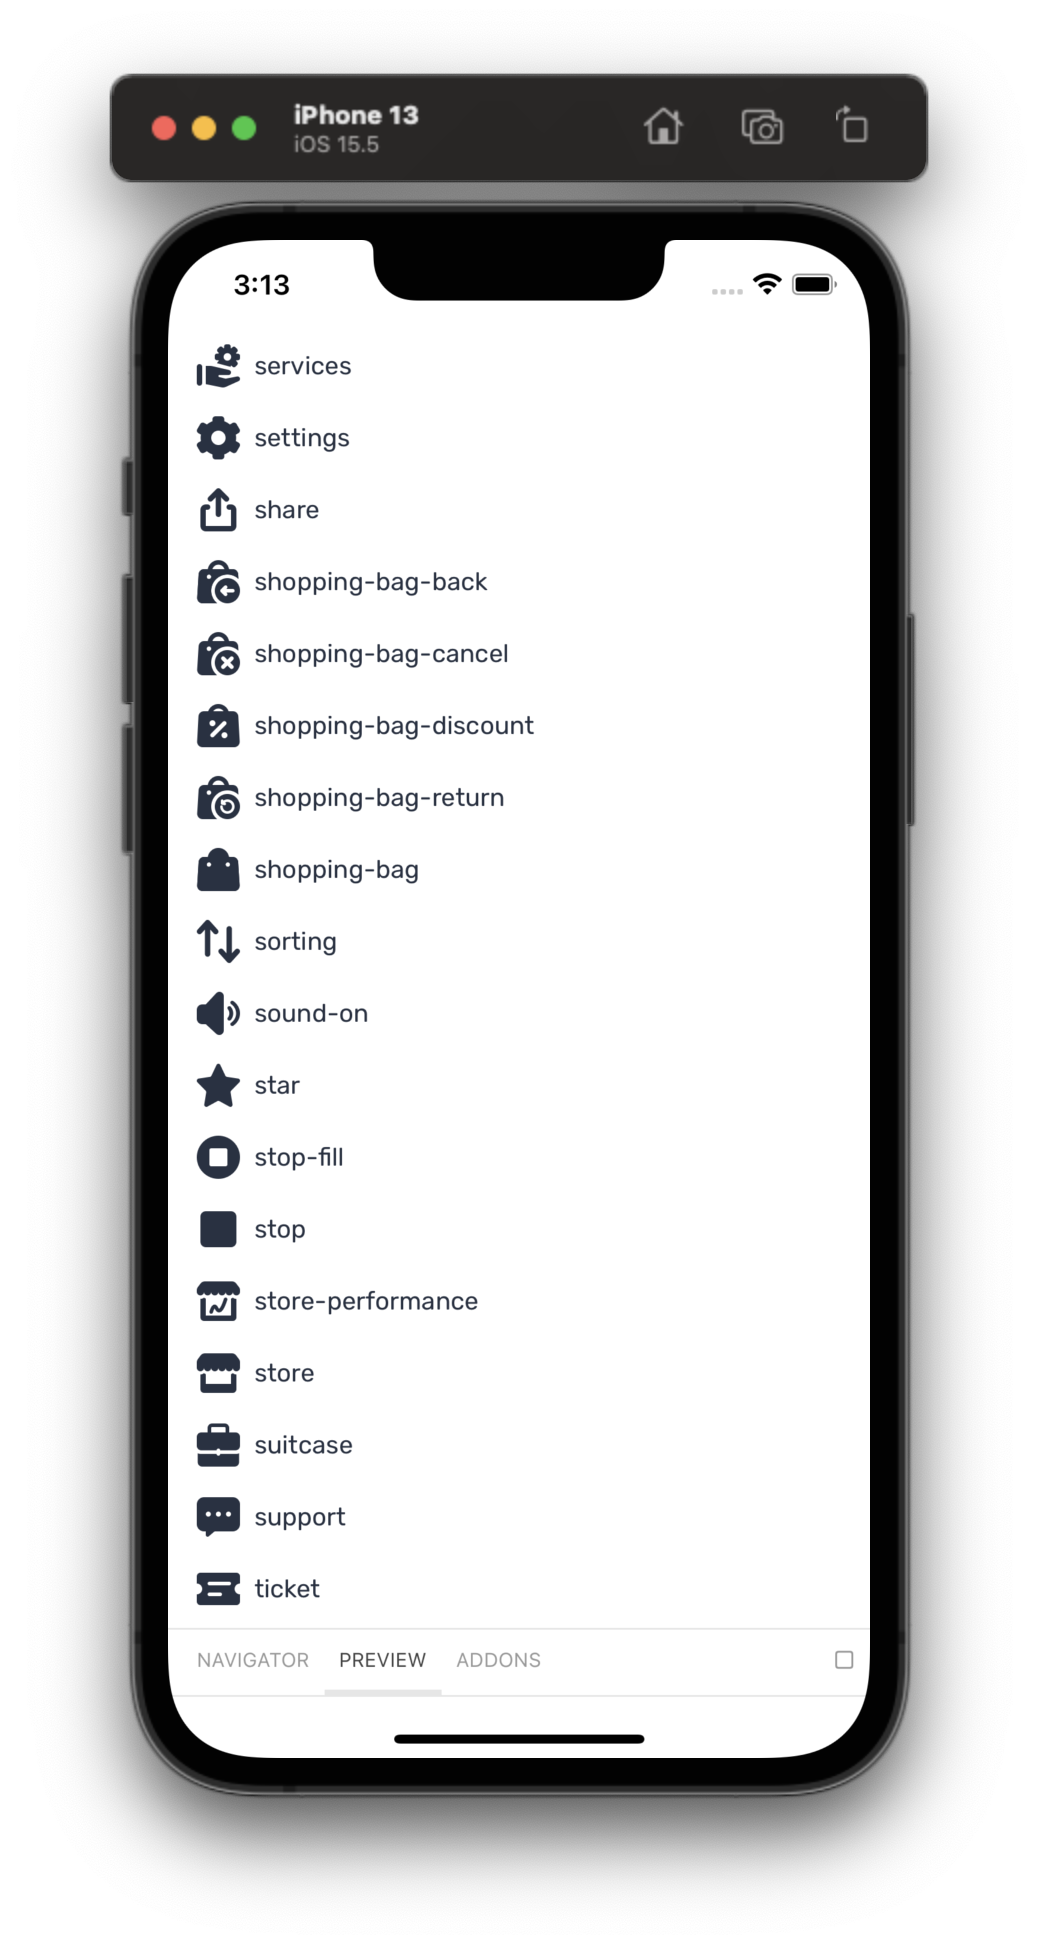 iPhone 13
iOS 15.5
3:13
services
settings
share
shopping-bag-back
shopping-bag-cancel
shopping-bag-discount
shopping-bag-return
shopping-bag
sorting
sound-on
star
stop-fill
stop
store-performance
store
suitcase
support
ticket
NAVIGATOR PREVIEW ADDONS